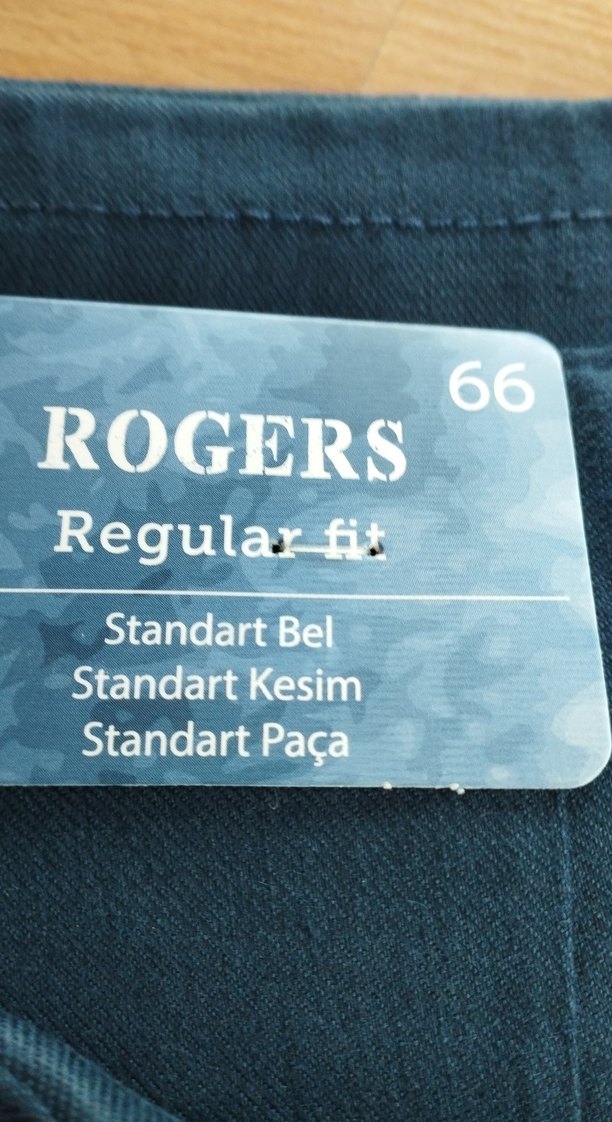 66
ROGERS
Regular fit
Standart Bel
Standart Kesim
Standart Paça